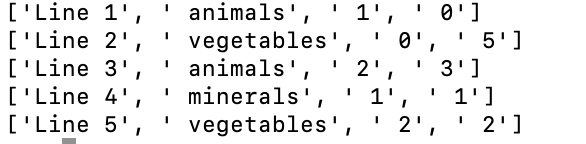 ['Line 1', ' animals', ' 1', ' 0']
['Line 2', ' vegetables', ' 0', ' 5']
['Line 3', ' animals', ' 2', ' 3']
['Line 4', ' minerals', ' 1', ' 1']
['Line 5', ' vegetables', ' 2', ' 2']